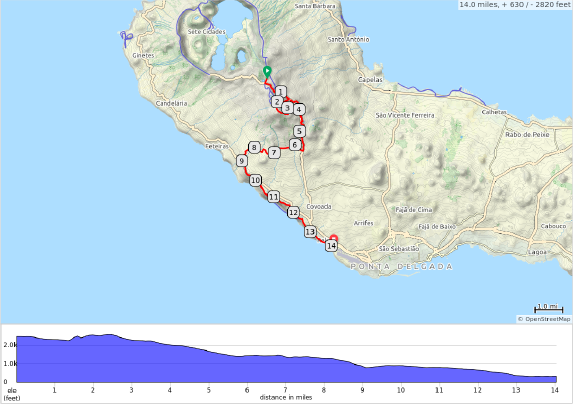 14.0 miles, + 630 / - 2820 feet
Santa Bárbara
Sete Cidades
Santo António
Ginetes
Capelas
Candelária
São Vicente Ferreira
Calhetas
Rabo de Peixe
Feteiras
1
2
3
4
5
6
7
8
9
10
11
12
13
14
Covoada
Arrifes
Fajã de Cima
Fajã de Baixo
Cabouco
São Sebastião
Lagoa
PONTA DELGADA
1.0 mi
© OpenStreetMap
2.0k
1.0k
0
ele
(feet)
1 2 3 4 5 6 7 8 9 10 11 12 13 14
distance in miles